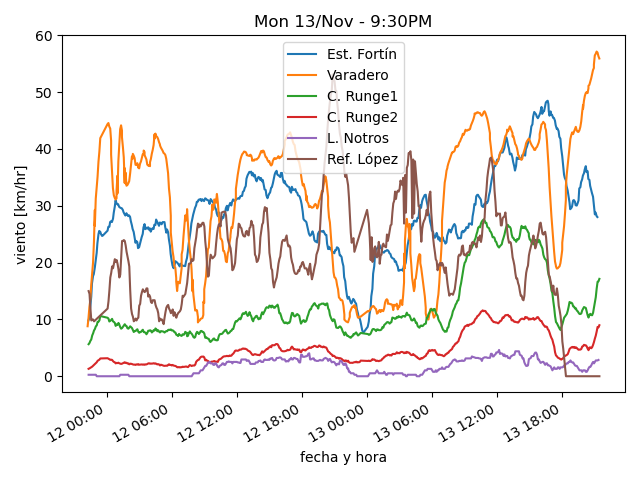 Mon 13/Nov - 9:30PM
60
50
40
30
20
10
0
viento [km/hr]
Est. Fortín
Varadero
C. Runge1
C. Runge2
L. Notros
Ref. López
12 00:00
12 06:00
12 12:00
12 18:00
13 00:00
13 06:00
13 12:00
13 18:00
fecha y hora